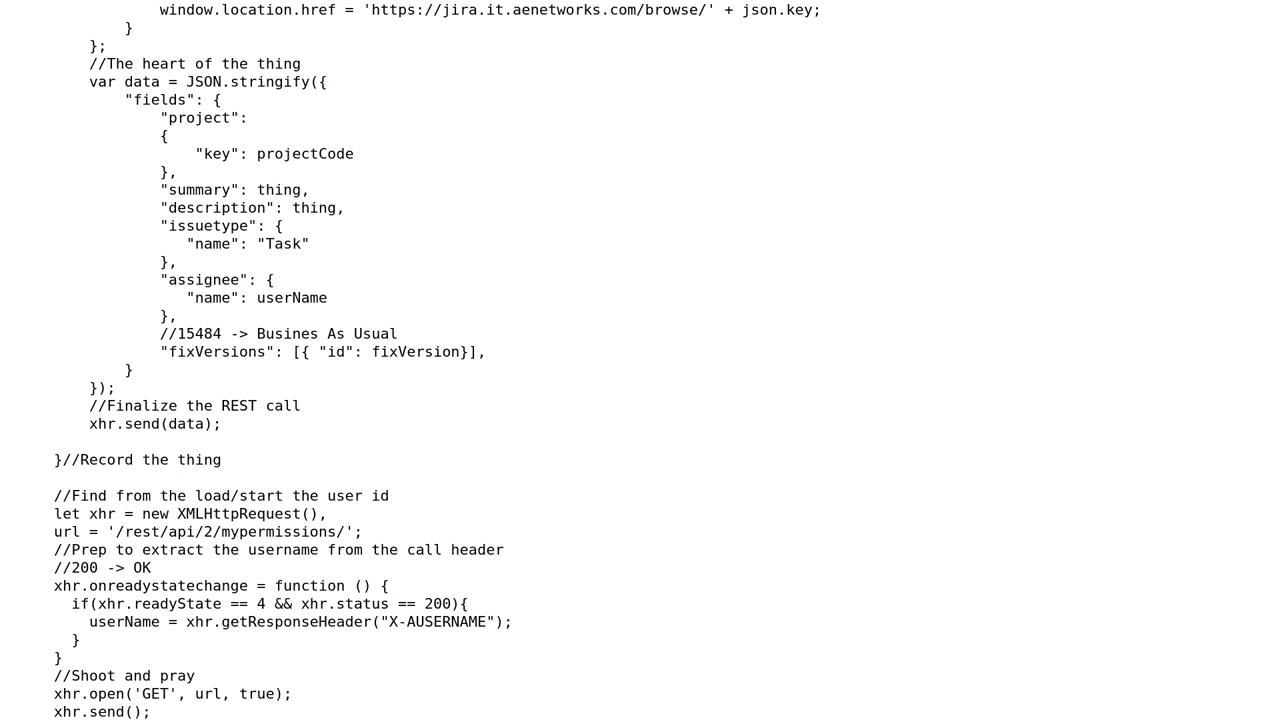 window.location.href = 'https://jira.it.aenetworks.com/browse/' + json.key;
}
};
//The heart of the thing
var data = JSON.stringify({
"fields": {
"project":
{
"key": projectCode
},
"summary": thing,
"description": thing,
"issuetype": {
"name": "Task"
},
"assignee": {
"name": userName
},
//15484 -> Busines As Usual
"fixVersions": [{ "id": fixVersion}],
}
});
//Finalize the REST call
xhr.send(data);
}//Record the thing
//Find from the load/start the user id
let xhr = new XMLHttpRequest(),
url = '/rest/api/2/mypermissions/';
//Prep to extract the username from the call header
//200 -> OK
xhr.onreadystatechange = function () {
if(xhr.readyState == 4 && xhr.status == 200){
userName = xhr.getResponseHeader("X-AUSERNAME");
}
}
//Shoot and pray
xhr.open('GET', url, true);
xhr.send();